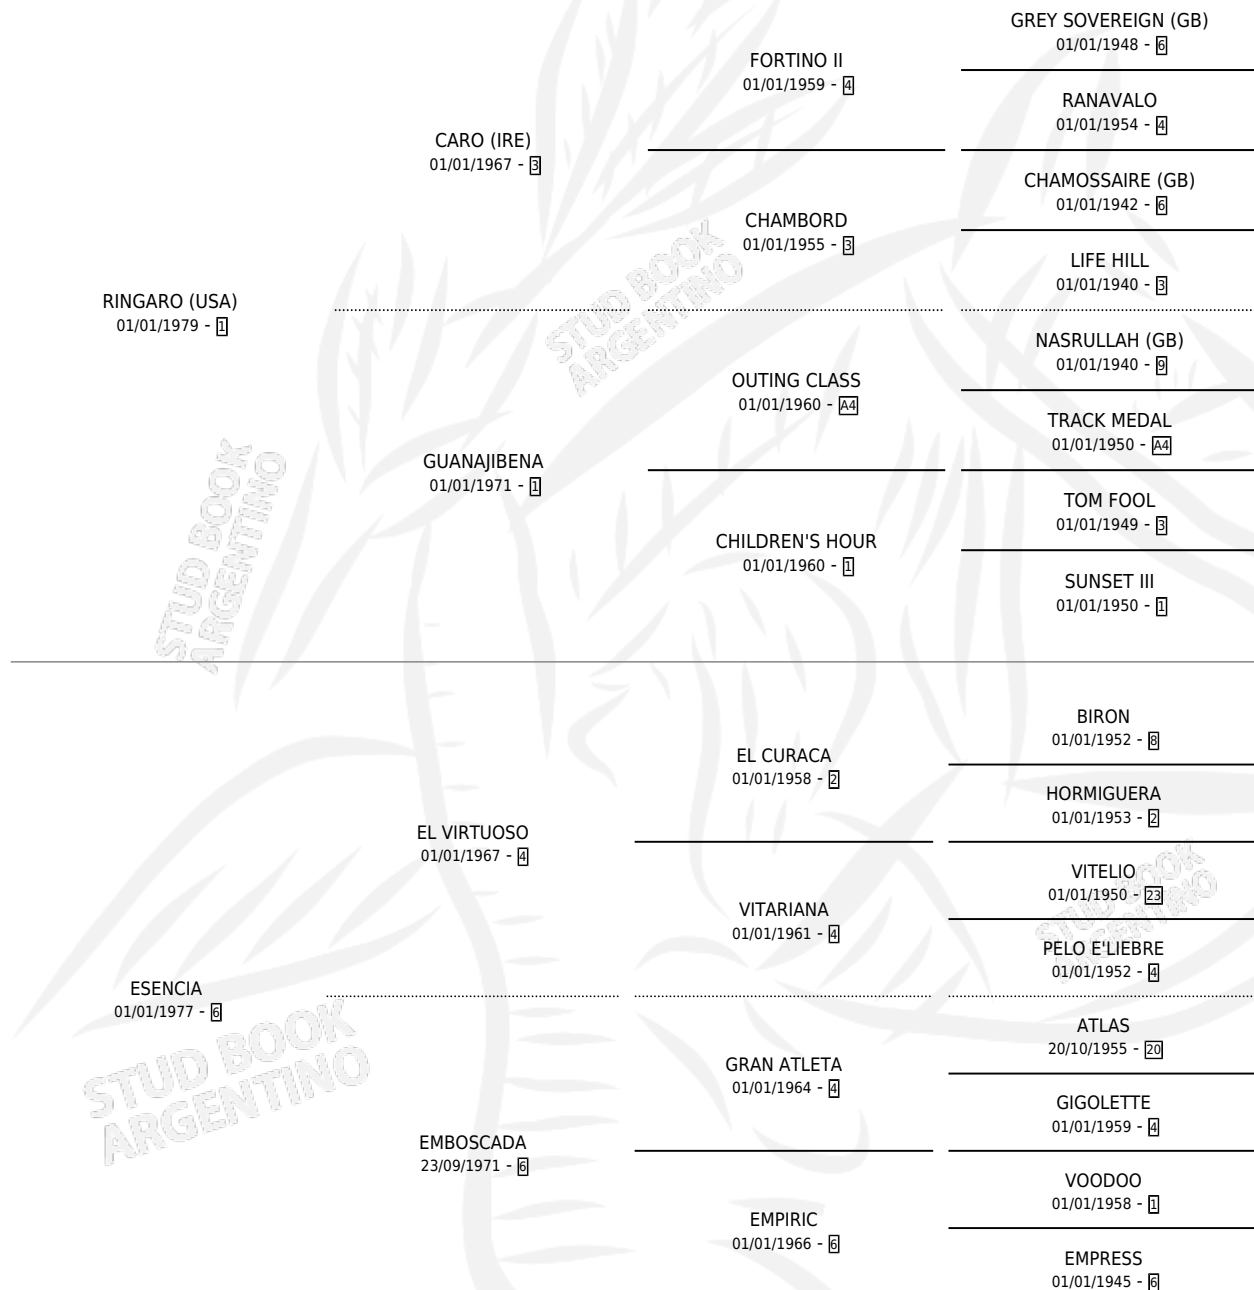 GREY SOVEREIGN (GB)
01/01/1948 - 6
FORTINO II
01/01/1959 - 4
RANAVALO
01/01/1954 - 4
CARO (IRE)
01/01/1967 - 3
CHAMOSSAIRE (GB)
01/01/1942 - 6
CHAMBORD
01/01/1955 - 3
LIFE HILL
01/01/1940 - 3
RINGARO (USA)
01/01/1979 - 1
NASRULLAH (GB)
01/01/1940 - 9
OUTING CLASS
01/01/1960 - A4
TRACK MEDAL
01/01/1950 - A4
GUANAJIBENA
01/01/1971 - 1
TOM FOOL
01/01/1949 - 3
CHILDREN'S HOUR
01/01/1960 - 1
SUNSET III
01/01/1950 - 1
BIRON
01/01/1952 - 8
EL CURACA
01/01/1958 - 2
HORMIGUERA
01/01/1953 - 2
EL VIRTUOSO
01/01/1967 - 4
VITELIO
01/01/1950 - 23
VITARIANA
01/01/1961 - 4
PELO E'LIEBRE
01/01/1952 - 4
ESENCIA
01/01/1977 - 6
ATLAS
20/10/1955 - 20
GRAN ATLETA
01/01/1964 - 4
GIGOLETTE
01/01/1959 - 4
EMBOSCADA
23/09/1971 - 6
VOODOO
01/01/1958 - 1
EMPIRIC
01/01/1966 - 6
EMPRESS
01/01/1945 - 6
STUD BOOK
ARGENTINO
STUD BOOK
ARGENTINO
STUD BOOK
ARGENTINO
STUD BOOK
ARGENTINO